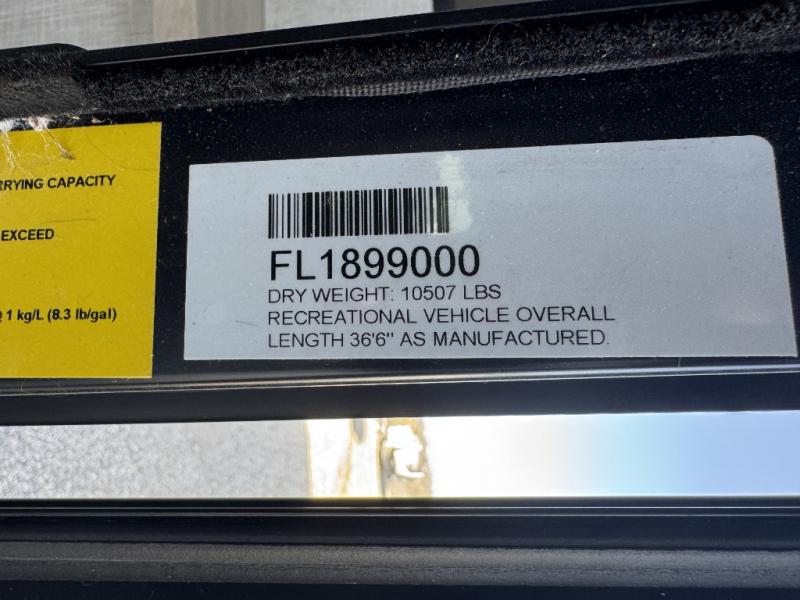 CARRYING CAPACITY
EXCEED
1 kg/L (8.3 lb/gal)
FL1899000
DRY WEIGHT: 10507 LBS
RECREATIONAL VEHICLE OVERALL
LENGTH 36'6" AS MANUFACTURED.